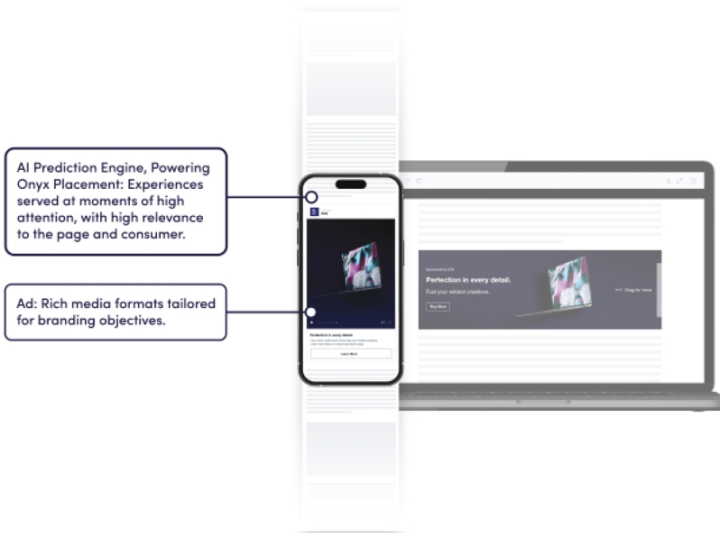 AI Prediction Engine, Powering
Onyx Placement: Experiences
served at moments of high
attention, with high relevance
to the page and consumer.
Ad: Rich media formats tailored
for branding objectives.
Perfection in every detail.
Learn More
Perfection in every detail.
Fuel your wildest creations.
Buy Now
Drag for more